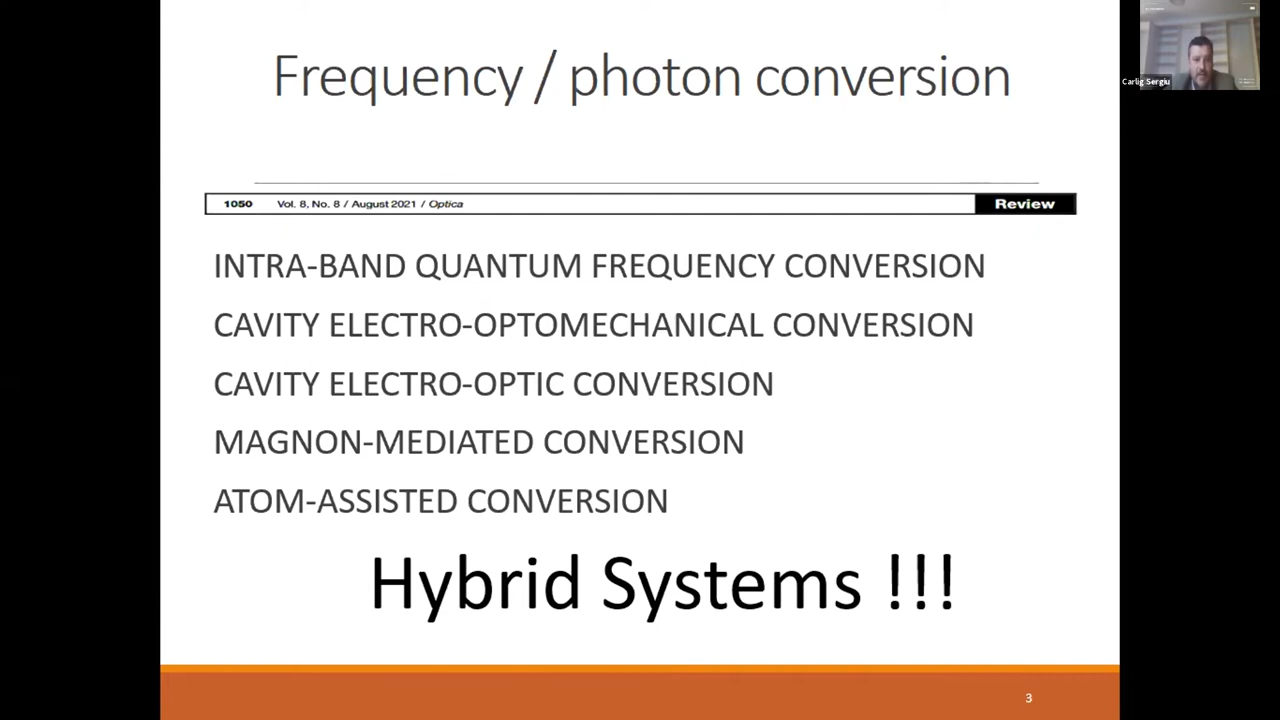 Frequency / photon conversion
Carlig Sergiu
1050 Vol. 8, No. 8 / August 2021 / Optica Review
INTRA-BAND QUANTUM FREQUENCY CONVERSION
CAVITY ELECTRO-OPTOMECHANICAL CONVERSION
CAVITY ELECTRO-OPTIC CONVERSION
MAGNON-MEDIATED CONVERSION
ATOM-ASSISTED CONVERSION
Hybrid Systems !!!
3